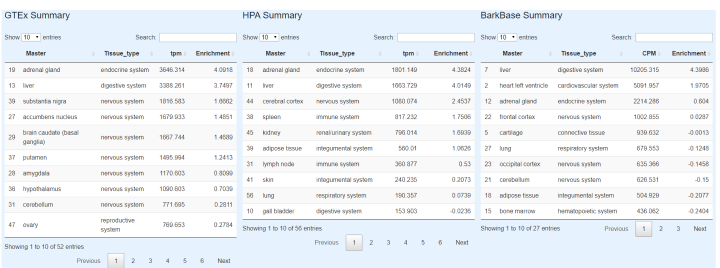 GTEx Summary
Show 10 entries Search:
Master Tissue_type tpm Enrichment
19 adrenal gland endocrine system 3646.314 4.0918
13 liver digestive system 3388.261 3.7497
39 substantia nigra nervous system 1816.583 1.6662
27 accumbens nucleus nervous system 1679.933 1.4851
29 brain caudate (basal ganglia) nervous system 1667.744 1.4689
37 putamen nervous system 1495.994 1.2413
28 amygdala nervous system 1170.603 0.8099
36 hypothalamus nervous system 1090.603 0.7039
31 cerebellum nervous system 771.695 0.2811
47 ovary reproductive system 769.653 0.2784
Showing 1 to 10 of 52 entries
Previous 1 2 3 4 5 6 Next
HPA Summary
Show 10 entries Search:
Master Tissue_type tpm Enrichment
18 adrenal gland endocrine system 1801.149 4.3824
11 liver digestive system 1663.729 4.0149
44 cerebral cortex nervous system 1080.074 2.4537
38 spleen immune system 817.232 1.7506
45 kidney renal/urinary system 796.014 1.6939
39 adipose tissue integumental system 560.01 1.0626
31 lymph node immune system 360.877 0.53
41 skin integumental system 240.235 0.2073
56 lung respiratory system 190.357 0.0739
10 gall bladder digestive system 153.903 -0.0236
Showing 1 to 10 of 56 entries
Previous 1 2 3 4 5 6 Next
BarkBase Summary
Show 10 entries Search:
Master Tissue_type CPM Enrichment
7 liver digestive system 10205.315 4.3986
2 heart left ventricle cardiovascular system 5091.957 1.9705
12 adrenal gland endocrine system 2214.286 0.604
22 frontal cortex nervous system 1002.855 0.0287
5 cartilage connective tissue 939.632 -0.0013
27 lung respiratory system 679.553 -0.1248
23 occipital cortex nervous system 635.366 -0.1458
21 cerebellum nervous system 626.531 -0.15
18 adipose tissue integumental system 504.929 -0.2077
15 bone marrow hematopoietic system 436.062 -0.2404
Showing 1 to 10 of 27 entries
Previous 1 2 3 Next